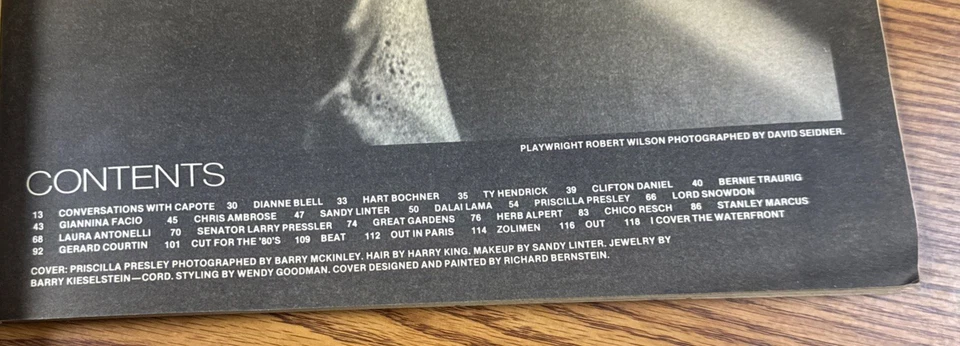 PLAYWRIGHT ROBERT WILSON PHOTOGRAPHED BY DAVID SEIDNER.
CONTENTS
13 CONVERSATIONS WITH CAPOTE 30 DIANNE BLELL 33 HART BOCHNER 35 TY HENDRICK 39 CLIFTON DANIEL 40 BERNIE TRAURIG
43 GIANNINA FACIO 45 CHRIS AMBROSE 47 SANDY LINTER 50 DALAI LAMA 54 PRISCILLA PRESLEY 66 LORD SNOWDON
68 LAURA ANTONELLI 70 SENATOR LARRY PRESSLER 74 GREAT GARDENS 76 HERB ALPERT 83 CHICO RESCH 86 STANLEY MARCUS
92 GERARD COURTIN 101 CUT FOR THE '80'S 109 BEAT 112 OUT IN PARIS 114 ZOLIMEN 116 OUT 118 I COVER THE WATERFRONT
COVER: PRISCILLA PRESLEY PHOTOGRAPHED BY BARRY MCKINLEY. HAIR BY HARRY KING. MAKEUP BY SANDY LINTER. JEWELRY BY
BARRY KIESELSTEIN—CORD. STYLING BY WENDY GOODMAN. COVER DESIGNED AND PAINTED BY RICHARD BERNSTEIN.